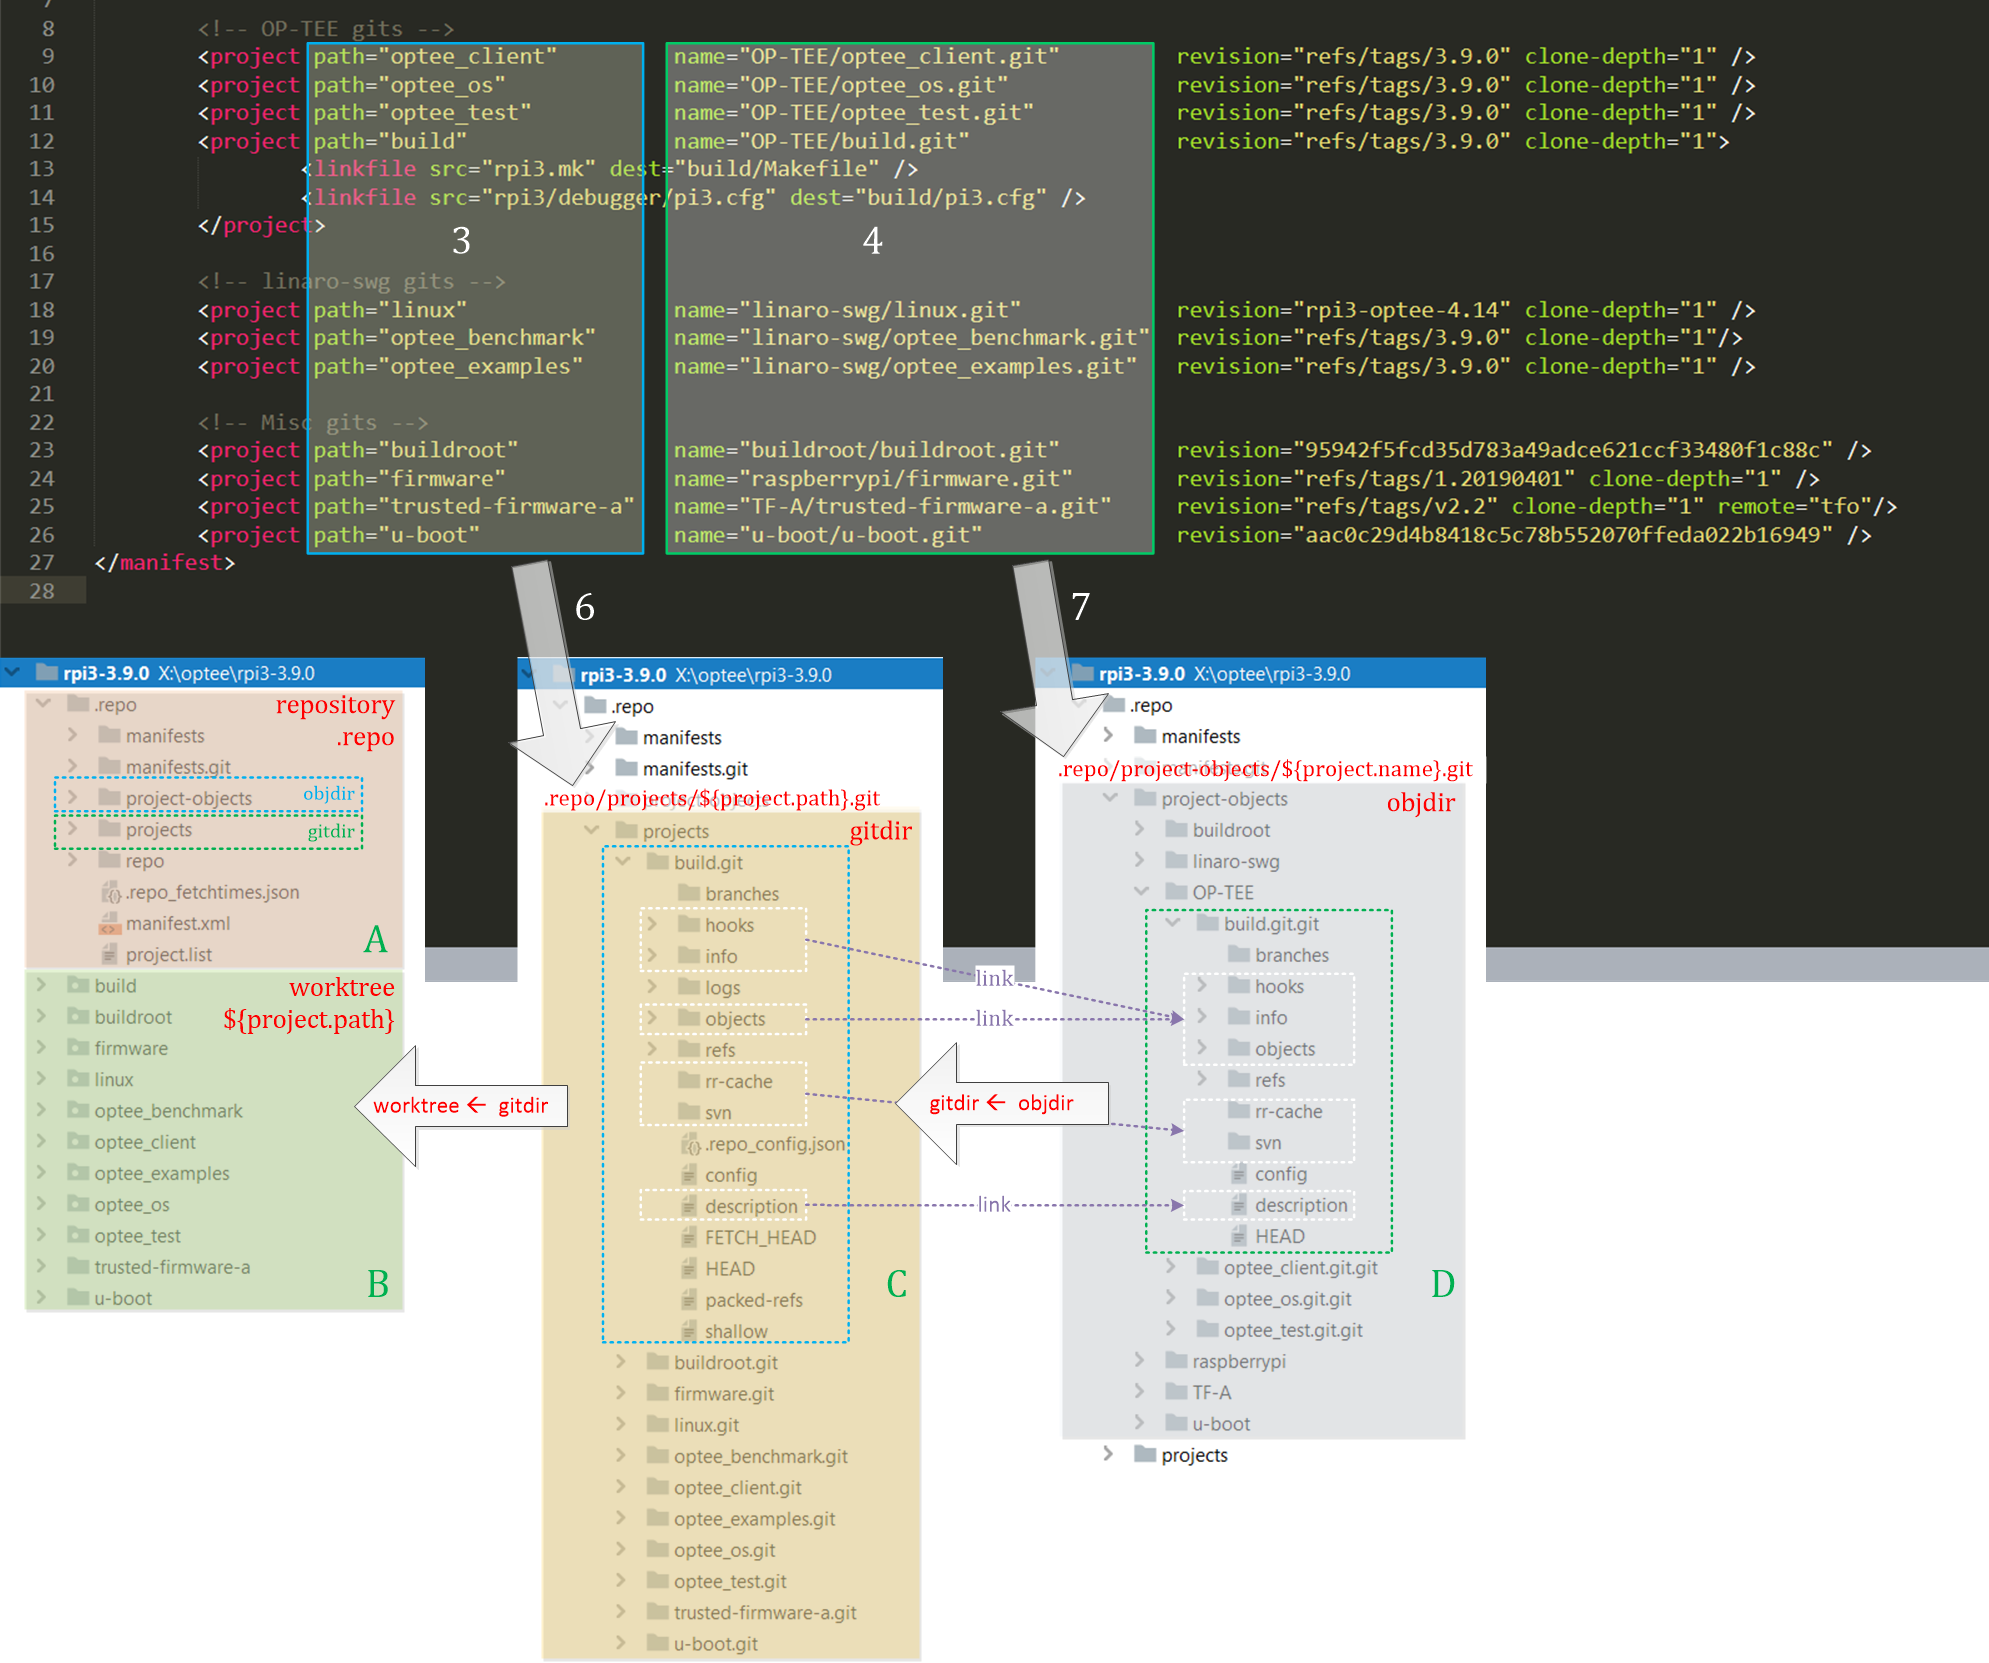 7
8 <!-- OP-TEE gits -->
9 <project path="optee_client" name="OP-TEE/optee_client.git" revision="refs/tags/3.9.0" clone-depth="1" />
10 <project path="optee_os" name="OP-TEE/optee_os.git" revision="refs/tags/3.9.0" clone-depth="1" />
11 <project path="optee_test" name="OP-TEE/optee_test.git" revision="refs/tags/3.9.0" clone-depth="1" />
12 <project path="build" name="OP-TEE/build.git" revision="refs/tags/3.9.0" clone-depth="1">
13 <linkfile src="rpi3.mk" dest="build/Makefile" />
14 <linkfile src="rpi3/debugger/pi3.cfg" dest="build/pi3.cfg" />
15 </project>
3 4
16
17 <!-- linaro-swg gits -->
18 <project path="linux" name="linaro-swg/linux.git" revision="rpi3-optee-4.14" clone-depth="1" />
19 <project path="optee_benchmark" name="linaro-swg/optee_benchmark.git" revision="refs/tags/3.9.0" clone-depth="1"/>
20 <project path="optee_examples" name="linaro-swg/optee_examples.git" revision="refs/tags/3.9.0" clone-depth="1" />
21
22 <!-- Misc gits -->
23 <project path="buildroot" name="buildroot/buildroot.git" revision="95942f5fcd35d783a49adce621ccf33480f1c88c" />
24 <project path="firmware" name="raspberrypi/firmware.git" revision="refs/tags/1.20190401" clone-depth="1" />
25 <project path="trusted-firmware-a" name="TF-A/trusted-firmware-a.git" revision="refs/tags/v2.2" clone-depth="1" remote="tfo"/>
26 <project path="u-boot" name="u-boot/u-boot.git" revision="aac0c29d4b8418c5c78b552070ffeda022b16949" />
27 </manifest>
28
6 7
rpi3-3.9.0 X:\optee\rpi3-3.9.0
.repo
repository
.repo
manifests
manifests.git
project-objects objdir
projects gitdir
repo
.repo_fetchtimes.json
manifest.xml
project.list
A
build
worktree
${project.path}
buildroot
firmware
linux
optee_benchmark
optee_client
optee_examples
optee_os
optee_test
trusted-firmware-a
u-boot
B
worktree ← gitdir
rpi3-3.9.0 X:\optee\rpi3-3.9.0
.repo
manifests
manifests.git
.repo/projects/${project.path}.git
projects
gitdir
build.git
branches
hooks
info
logs
objects
refs
rr-cache
svn
.repo_config.json
config
description
FETCH_HEAD
HEAD
packed-refs
shallow
C
buildroot.git
firmware.git
linux.git
optee_benchmark.git
optee_client.git
optee_examples.git
optee_os.git
optee_test.git
trusted-firmware-a.git
u-boot.git
link
link
gitdir ← objdir
link
rpi3-3.9.0 X:\optee\rpi3-3.9.0
.repo
manifests
manifests.git
.repo/project-objects/${project.name}.git
project-objects
objdir
buildroot
linaro-swg
OP-TEE
build.git.git
branches
hooks
info
objects
refs
rr-cache
svn
config
description
HEAD
optee_client.git.git
D
optee_os.git.git
optee_test.git.git
raspberrypi
TF-A
u-boot
projects